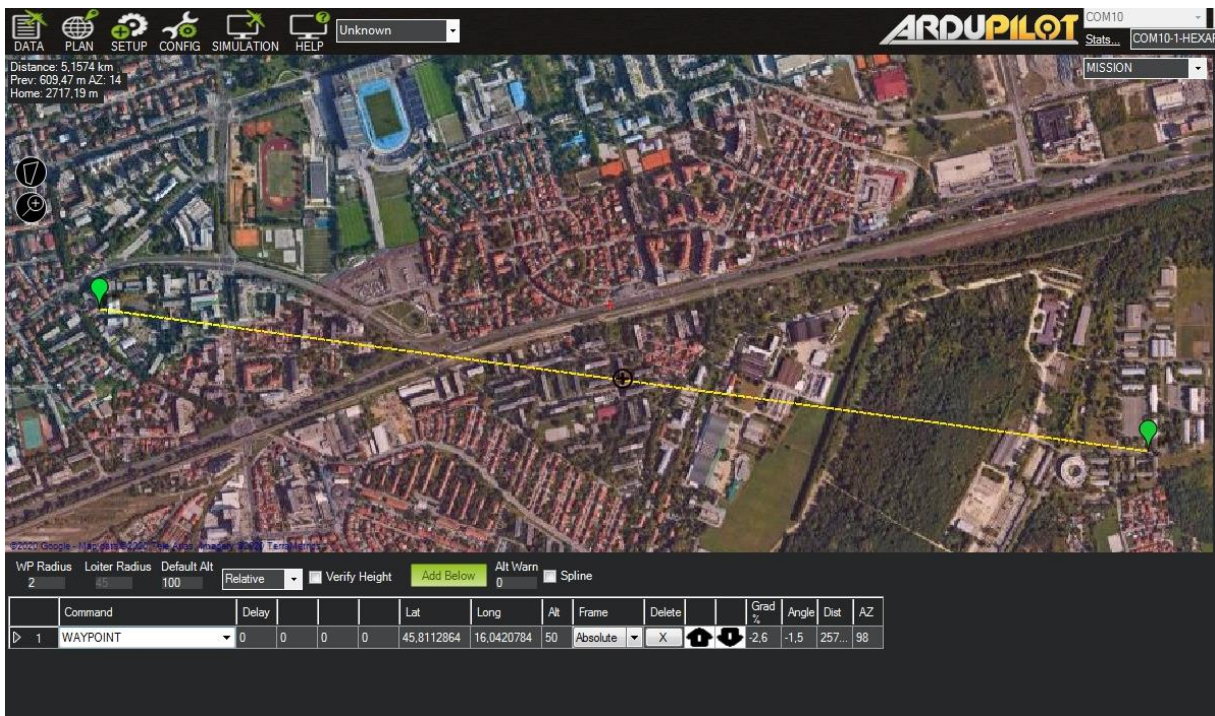 DATA PLAN SETUP CONFIG SIMULATION HELP
Unknown
ARDUPILOT
COM10
Stats... COM10-1-HEXAR
MISSION
Distance: 5,1574 km
Prev: 609,47 m AZ: 14
Home: 2717,19 m
WP Radius Loiter Radius Default Alt Alt Warn
2 45 100 Relative Verify Height Add Below 0 Spline
Command Delay Lat Long Alt Frame Delete Grad % Angle Dist AZ
1 WAYPOINT 0 0 0 0 45,8112864 16,0420784 50 Absolute X -2,6 -1,5 257... 98